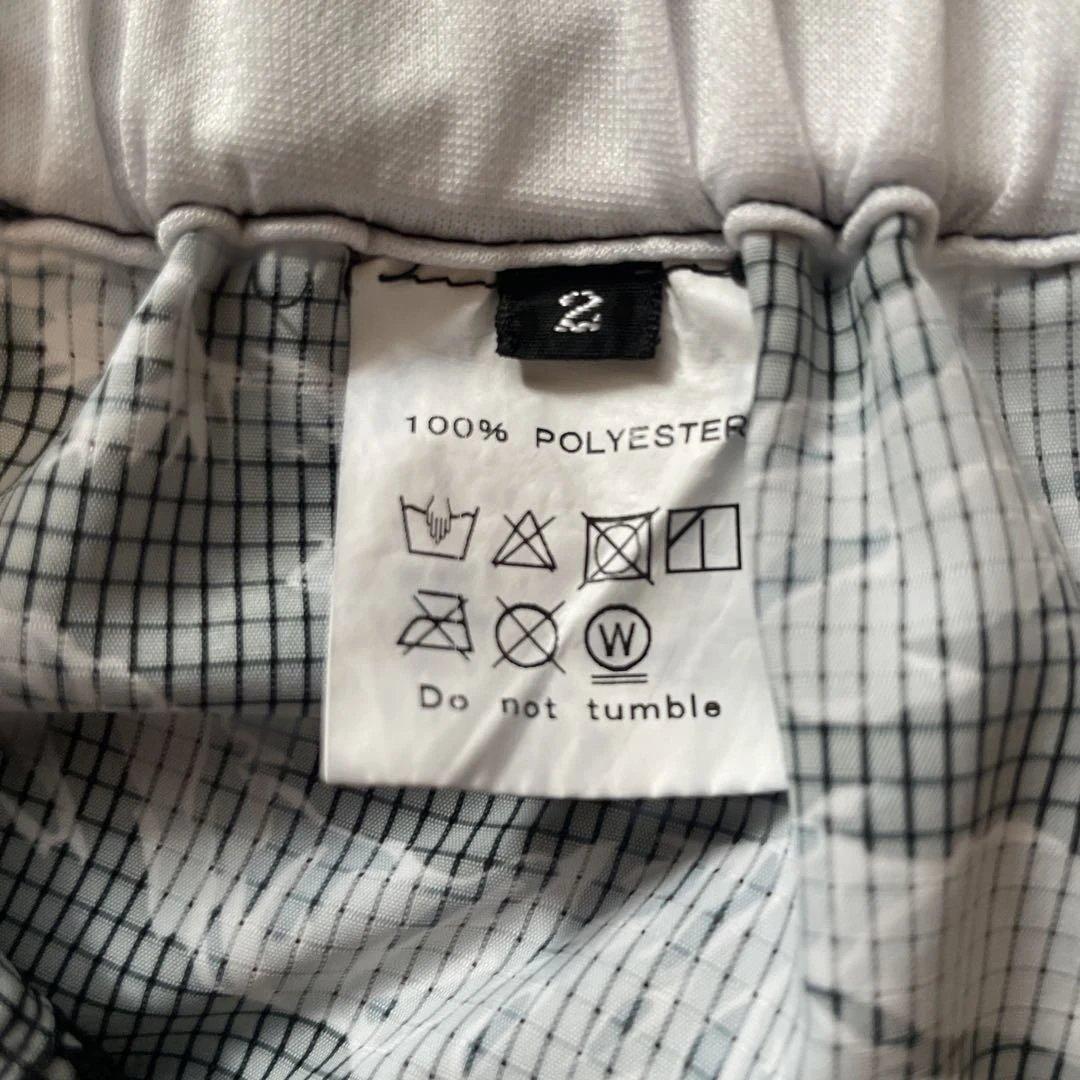 2
100% POLYESTER
W
Do not tumble